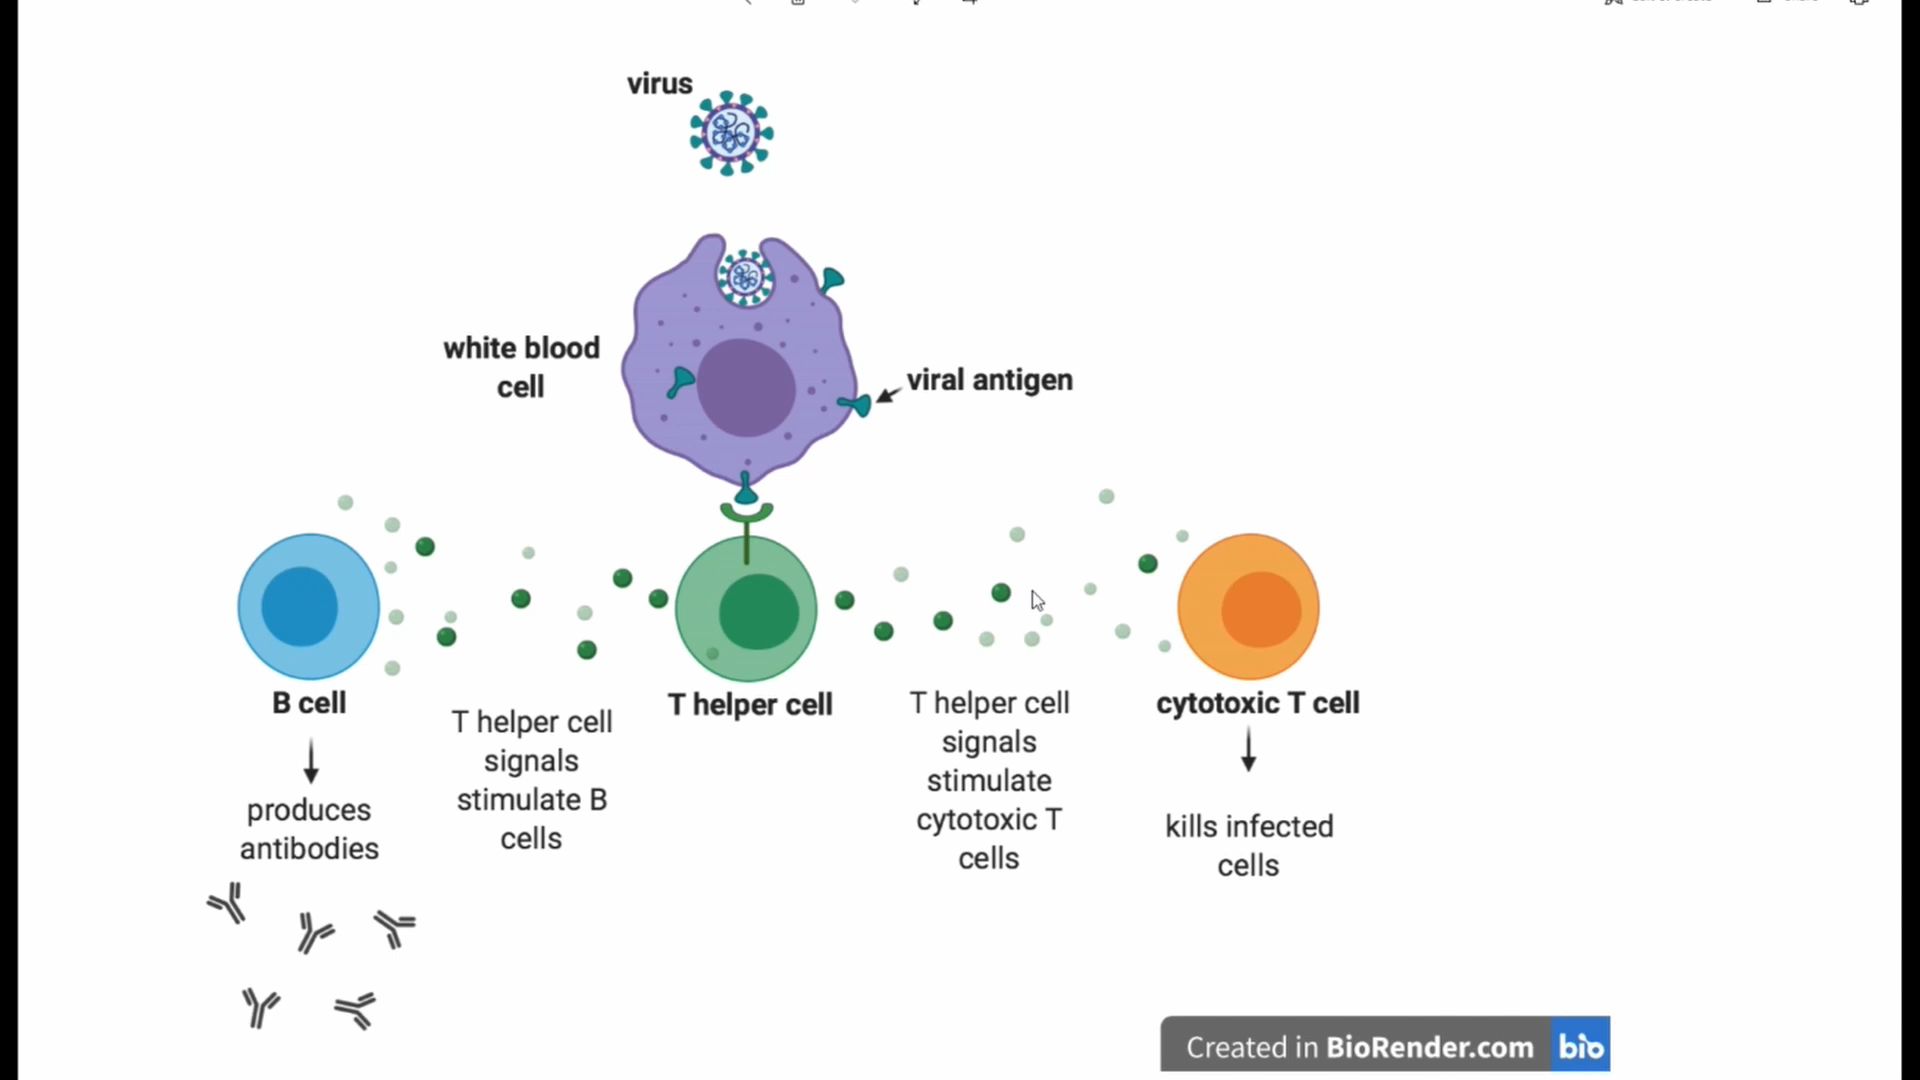 virus
white blood
cell
viral antigen
B cell
T helper cell
cytotoxic T cell
produces
antibodies
T helper cell
signals
stimulate B
cells
T helper cell
signals
stimulate
cytotoxic T
cells
kills infected
cells
Created in BioRender.com bio